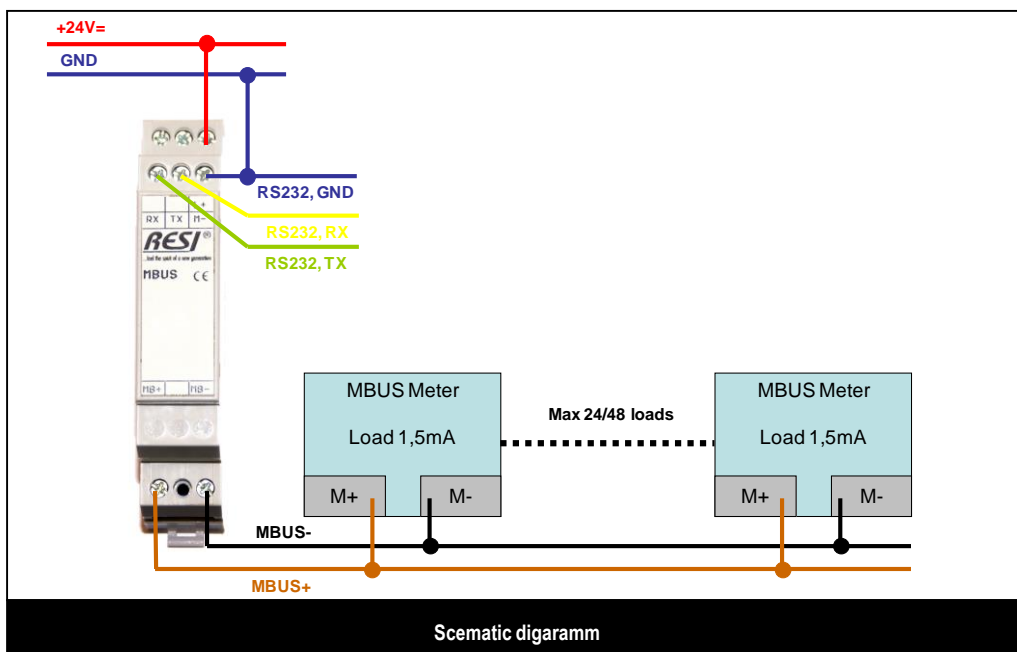 +24V=
GND
RS232, GND
RS232, RX
RS232, TX
L+
RX TX M-
RESI®
MBUS CE
MB+ MB-
MBUS Meter
Load 1,5mA
M+ M-
Max 24/48 loads
MBUS Meter
Load 1,5mA
M+ M-
MBUS-
MBUS+
Scematic digaramm